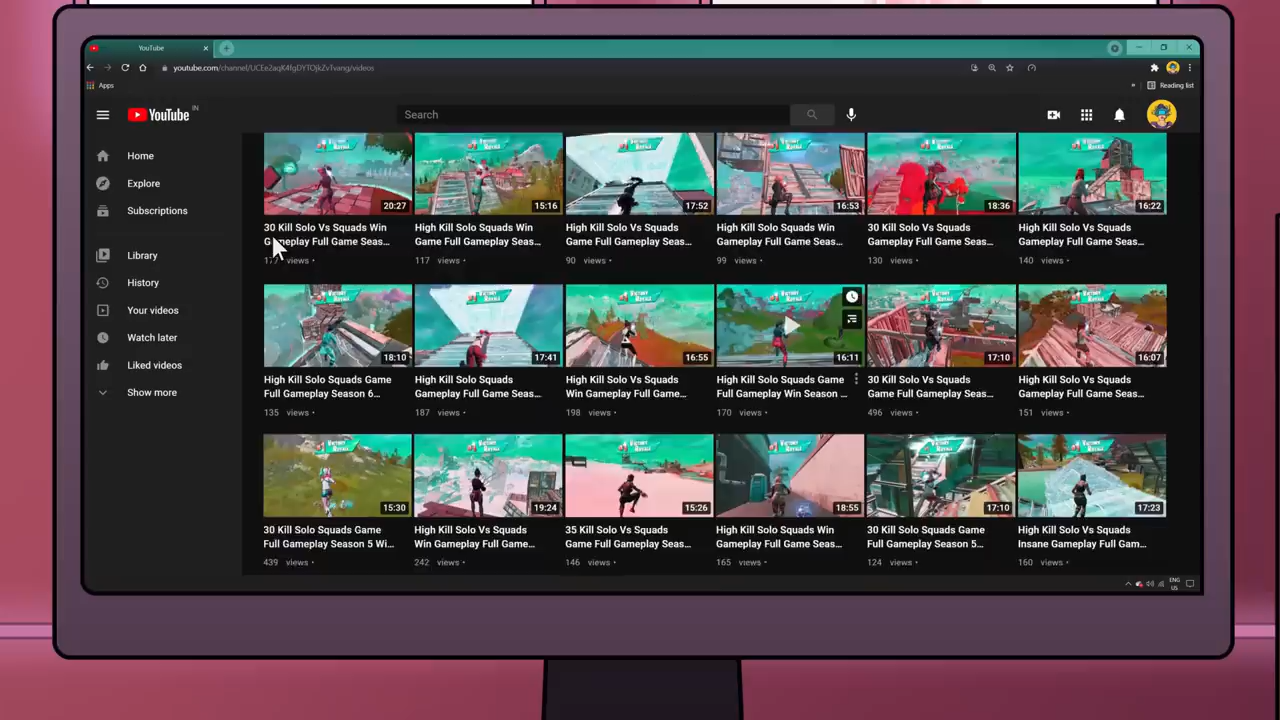 YouTube
youtube.com/channel/UCEe2aqK4fgDYTOjkZvTvang/videos
Apps
»
Reading list
YouTube IN
Search
Home
Explore
Subscriptions
Library
History
Your videos
Watch later
Liked videos
Show more
20:27
15:16
17:52
16:53
18:36
16:22
30 Kill Solo Vs Squads Win
Gameplay Full Game Seas...
views •
High Kill Solo Vs Squads Win
Game Full Gameplay Seas...
117 views •
High Kill Solo Vs Squads
Game Full Gameplay Seas...
90 views •
High Kill Solo Vs Squads Win
Gameplay Full Game Seas...
99 views •
30 Kill Solo Vs Squads
Game Full Gameplay Seas...
130 views •
High Kill Solo Vs Squads
Game Full Gameplay Seas...
140 views •
18:10
17:41
16:55
16:11
17:10
16:07
High Kill Solo Squads Game
Full Gameplay Season 6...
135 views •
High Kill Solo Vs Squads
Gameplay Full Game Seas...
187 views •
High Kill Solo Vs Squads
Win Gameplay Full Game...
198 views •
High Kill Solo Squads Game
Full Gameplay Win Season ...
170 views •
30 Kill Solo Vs Squads
Game Full Gameplay Seas...
496 views •
High Kill Solo Vs Squads
Gameplay Full Game Seas...
151 views •
15:30
19:24
15:26
18:55
17:10
17:23
30 Kill Solo Squads Game
Full Gameplay Season 5 Wi...
439 views •
High Kill Solo Vs Squads
Win Gameplay Full Game...
242 views •
35 Kill Solo Vs Squads
Game Full Gameplay Seas...
146 views •
High Kill Solo Squads Win
Gameplay Full Game Seas...
165 views •
30 Kill Solo Squads Game
Full Gameplay Season 5...
124 views •
High Kill Solo Vs Squads
Insane Gameplay Full Gam...
160 views •
ENG
US